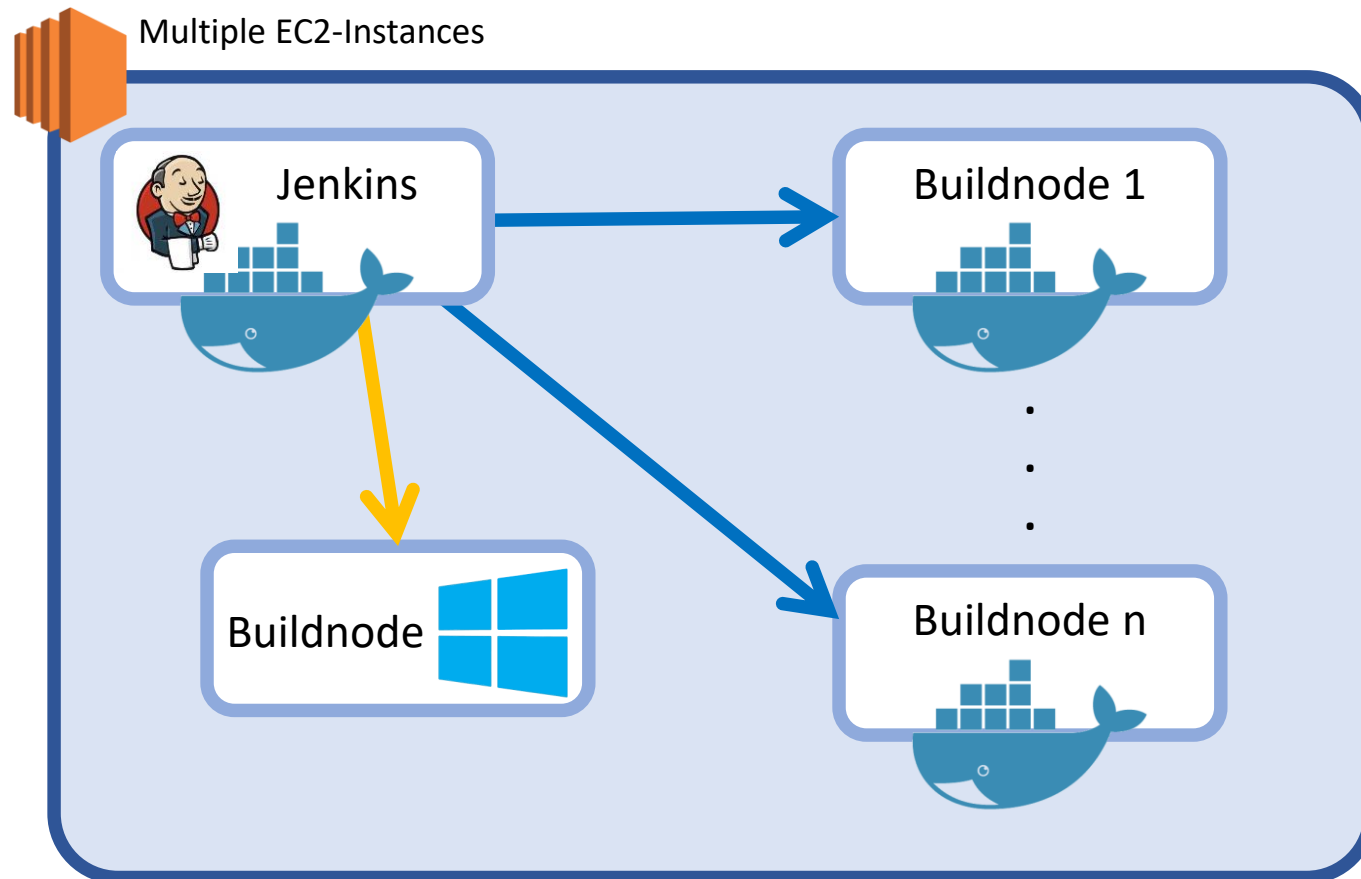 Multiple EC2-Instances
Jenkins
Buildnode 1
.
.
.
Buildnode
Buildnode n